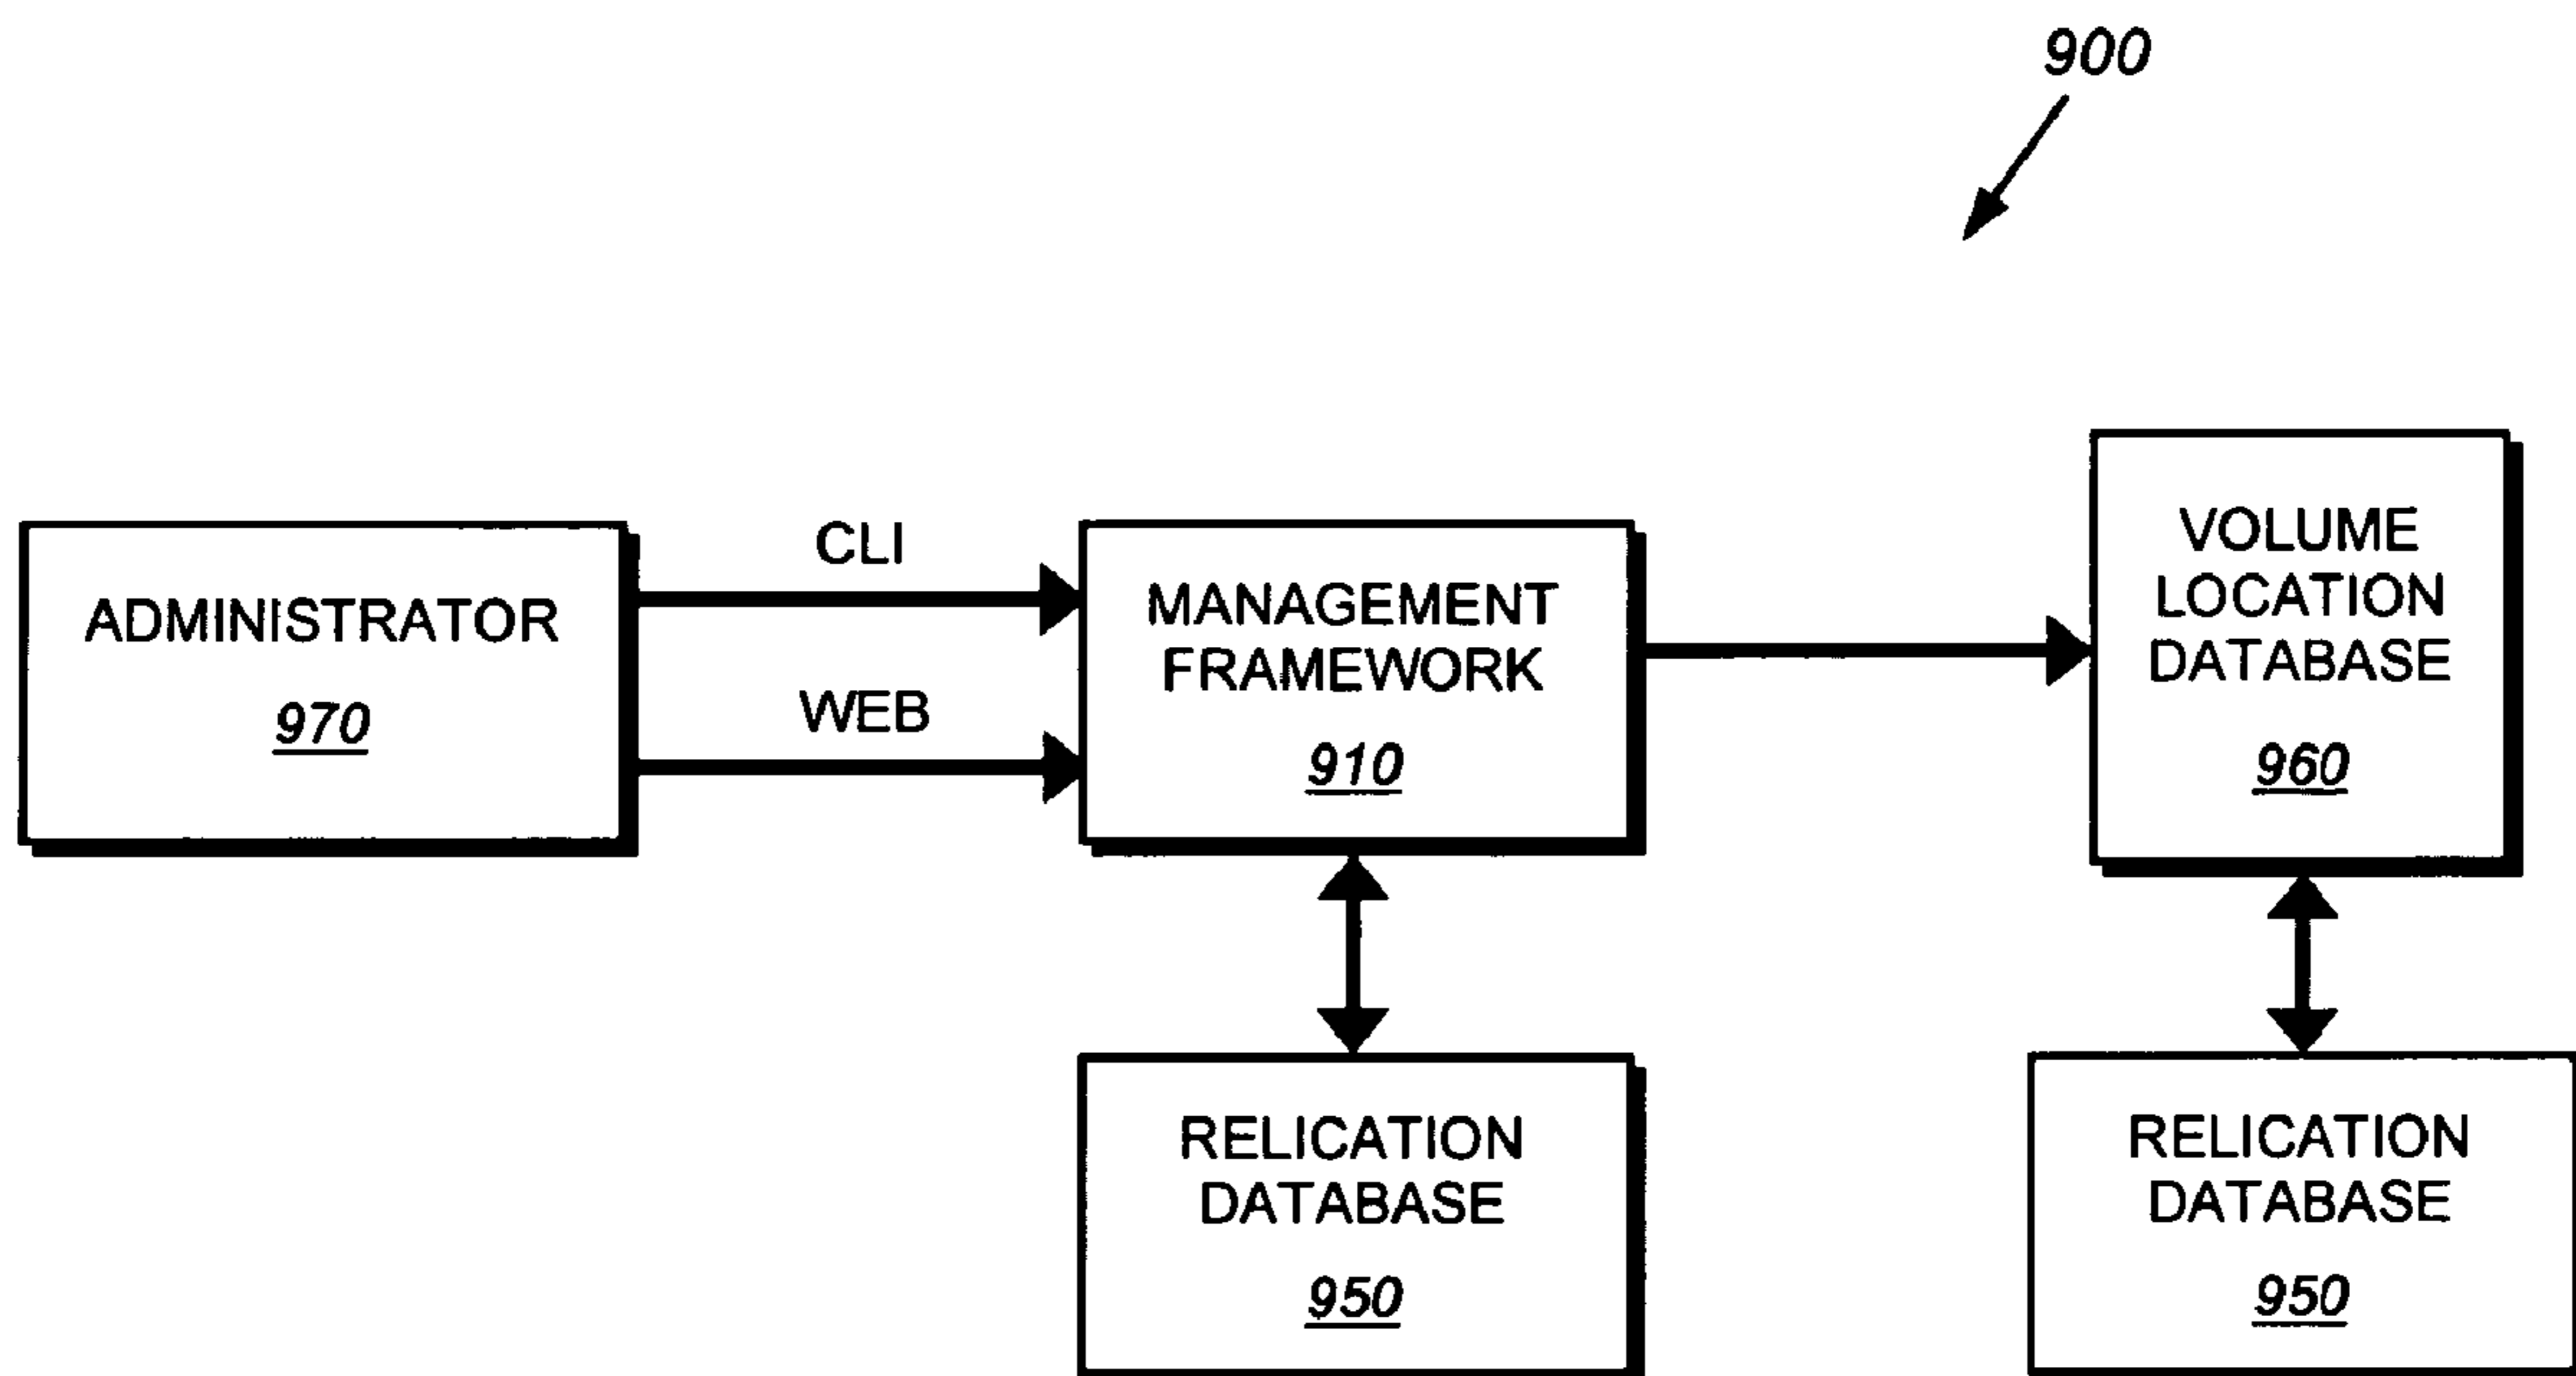 900
ADMINISTRATOR
970
CLI
WEB
MANAGEMENT
FRAMEWORK
910
VOLUME
LOCATION
DATABASE
960
RELICATION
DATABASE
950
RELICATION
DATABASE
950